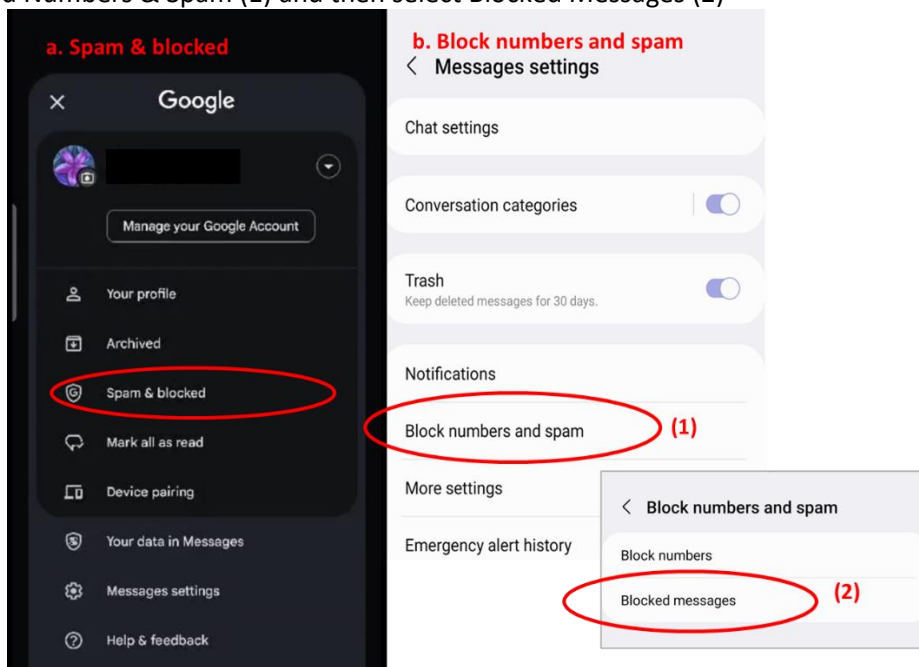 Numbers & Spam (1) and then select Blocked Messages (2)
a. Spam & blocked
Google
Manage your Google Account
Your profile
Archived
Spam & blocked
Mark all as read
Device pairing
Your data in Messages
Messages settings
Help & feedback
b. Block numbers and spam
Messages settings
Chat settings
Conversation categories
Trash
Keep deleted messages for 30 days.
Notifications
Block numbers and spam
(1)
More settings
Emergency alert history
Block numbers and spam
Block numbers
Blocked messages
(2)